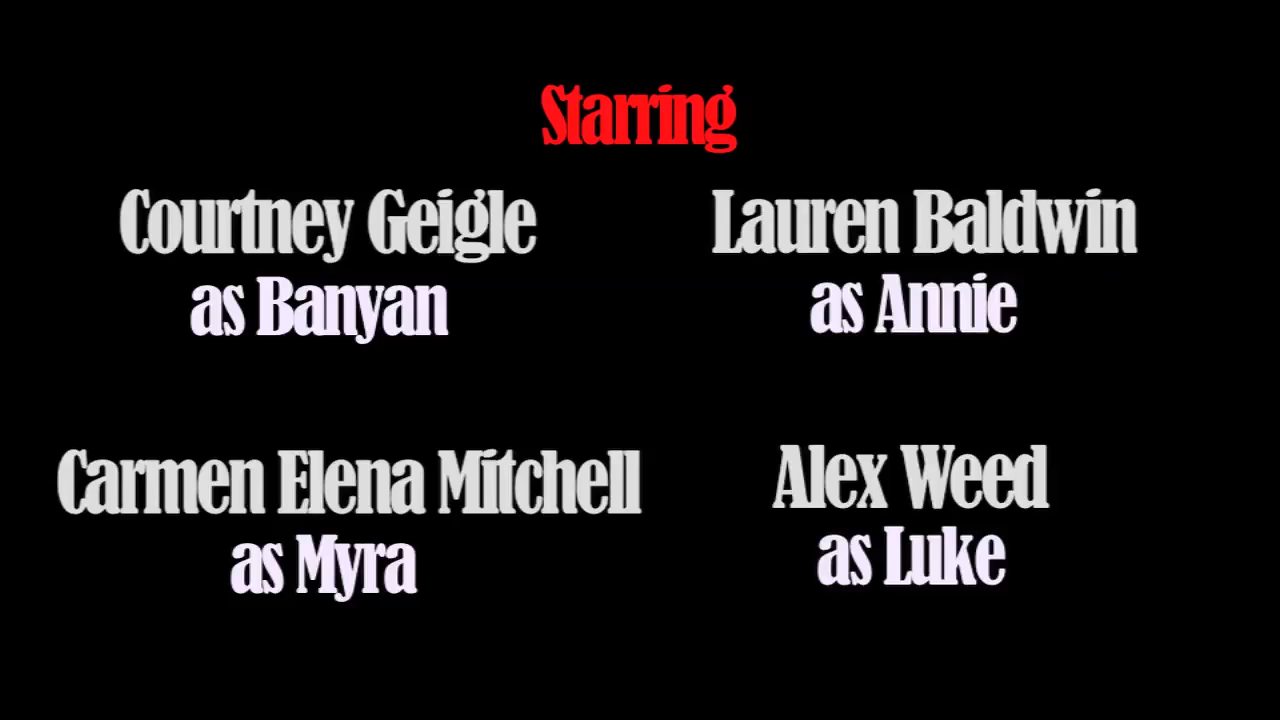 Starring
Courtney Geigle
as Banyan
Lauren Baldwin
as Annie
Carmen Elena Mitchell
as Myra
Alex Weed
as Luke